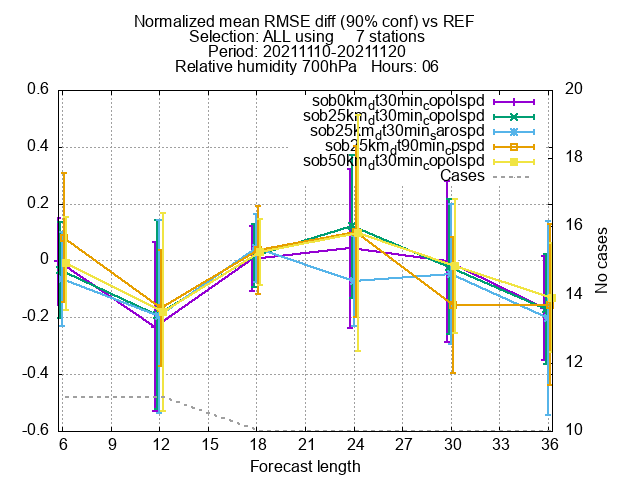 Normalized mean RMSE diff (90% conf) vs REF
Selection: ALL using     7 stations
Period: 20211110-20211120
Relative humidity 700hPa   Hours: 06
sob0km_dt30min_copolspd
sob25km_dt30min_copolspd
sob25km_dt30min_sarospd
sob25km_dt90min_cpspd
sob50km_dt30min_copolspd
Cases
0.6
0.4
0.2
0
-0.2
-0.4
-0.6
20
18
16
14
12
10
No cases
6 9 12 15 18 21 24 27 30 33 36
Forecast length